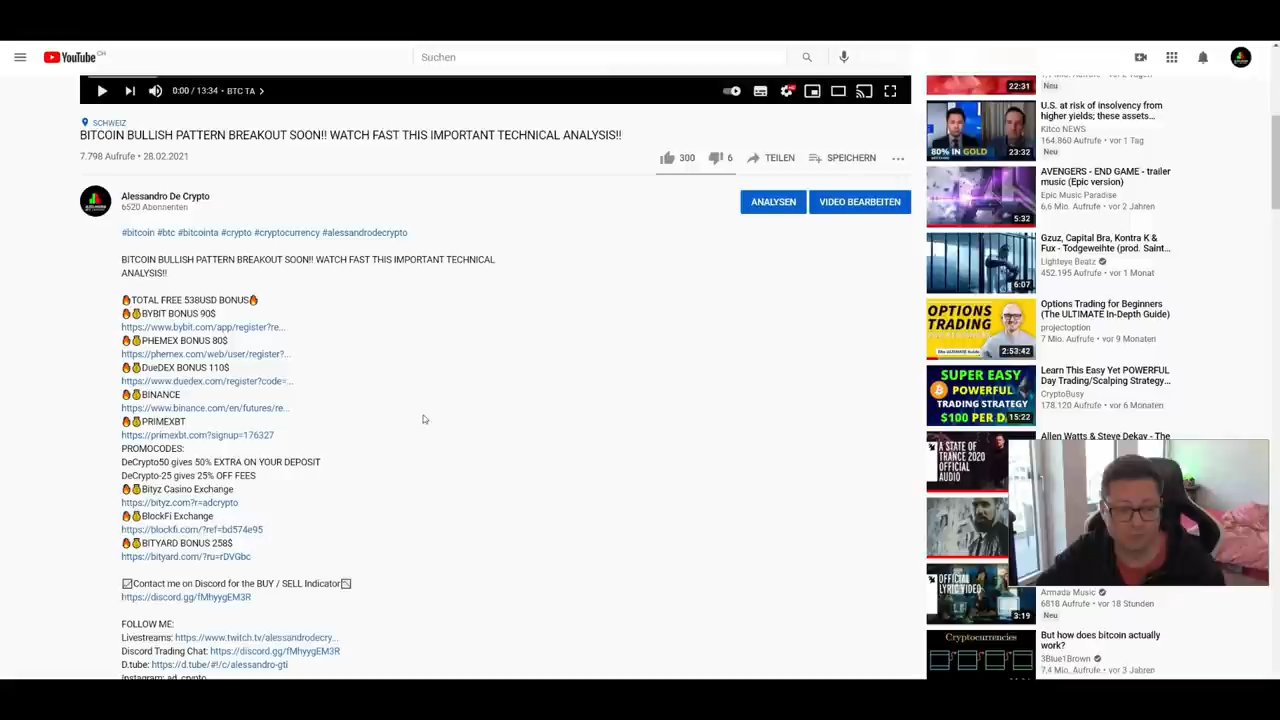 YouTube CH
Suchen
0:00 / 13:34 • BTC TA
SCHWEIZ
BITCOIN BULLISH PATTERN BREAKOUT SOON!! WATCH FAST THIS IMPORTANT TECHNICAL ANALYSIS!!
7.798 Aufrufe • 28.02.2021
300
6
TEILEN
SPEICHERN
Alessandro De Crypto
6520 Abonnenten
ANALYSEN
VIDEO BEARBEITEN
#bitcoin #btc #bitcointa #crypto #cryptocurrency #alessandrodecrypto
BITCOIN BULLISH PATTERN BREAKOUT SOON!! WATCH FAST THIS IMPORTANT TECHNICAL
ANALYSIS!!
🔥TOTAL FREE 538USD BONUS🔥
🔥💰BYBIT BONUS 90$
https://www.bybit.com/app/register?re...
🔥💰PHEMEX BONUS 80$
https://phemex.com/web/user/register?...
🔥💰DueDEX BONUS 110$
https://www.duedex.com/register?code=...
🔥💰BINANCE
https://www.binance.com/en/futures/re...
🔥💰PRIMEXBT
https://primexbt.com?signup=176327
PROMOCODES:
DeCrypto50 gives 50% EXTRA ON YOUR DEPOSIT
DeCrypto-25 gives 25% OFF FEES
🔥💰Bityz Casino Exchange
https://bityz.com?r=adcrypto
🔥💰BlockFi Exchange
https://blockfi.com/?ref=bd574e95
🔥💰BITYARD BONUS 258$
https://bityard.com/?ru=rDVGbc
Contact me on Discord for the BUY / SELL Indicator
https://discord.gg/fMhyygEM3R
FOLLOW ME:
Livestreams: https://www.twitch.tv/alessandrodecry...
Discord Trading Chat: https://discord.gg/fMhyygEM3R
D.tube: https://d.tube/#!/c/alessandro-gti
Instagram: ad_crypto
22:31
Neu
80% IN GOLD
23:32
U.S. at risk of insolvency from
higher yields; these assets...
Kitco NEWS
164.860 Aufrufe • vor 1 Tag
Neu
5:32
AVENGERS - END GAME - trailer
music (Epic version)
Epic Music Paradise
6,6 Mio. Aufrufe • vor 2 Jahren
6:07
Gzuz, Capital Bra, Kontra K &
Fux - Todgeweihte (prod. Saint...
Lighteye Beatz
452.195 Aufrufe • vor 1 Monat
OPTIONS
TRADING
2:53:42
Options Trading for Beginners
(The ULTIMATE In-Depth Guide)
projectoption
7 Mio. Aufrufe • vor 9 Monaten
SUPER EASY
POWERFUL
TRADING STRATEGY
$100 PER D
15:22
Learn This Easy Yet POWERFUL
Day Trading/Scalping Strategy...
CryptoBusy
178.120 Aufrufe • vor 6 Monaten
A STATE OF
TRANCE 2020
OFFICIAL
AUDIO
Allen Watts & Steve Dekay - The
OFFICIAL
LYRIC VIDEO
3:19
Armada Music
6818 Aufrufe • vor 18 Stunden
Neu
Cryptocurrencies
But how does bitcoin actually
work?
3Blue1Brown
7,4 Mio. Aufrufe • vor 3 Jahren